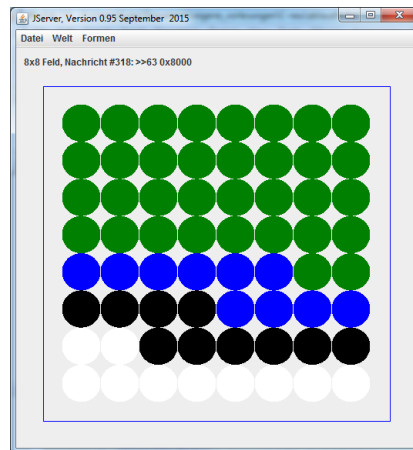 JServer, Version 0.95 September 2015
Datei Welt Formen
8x8 Feld, Nachricht #318: >>63 0x8000